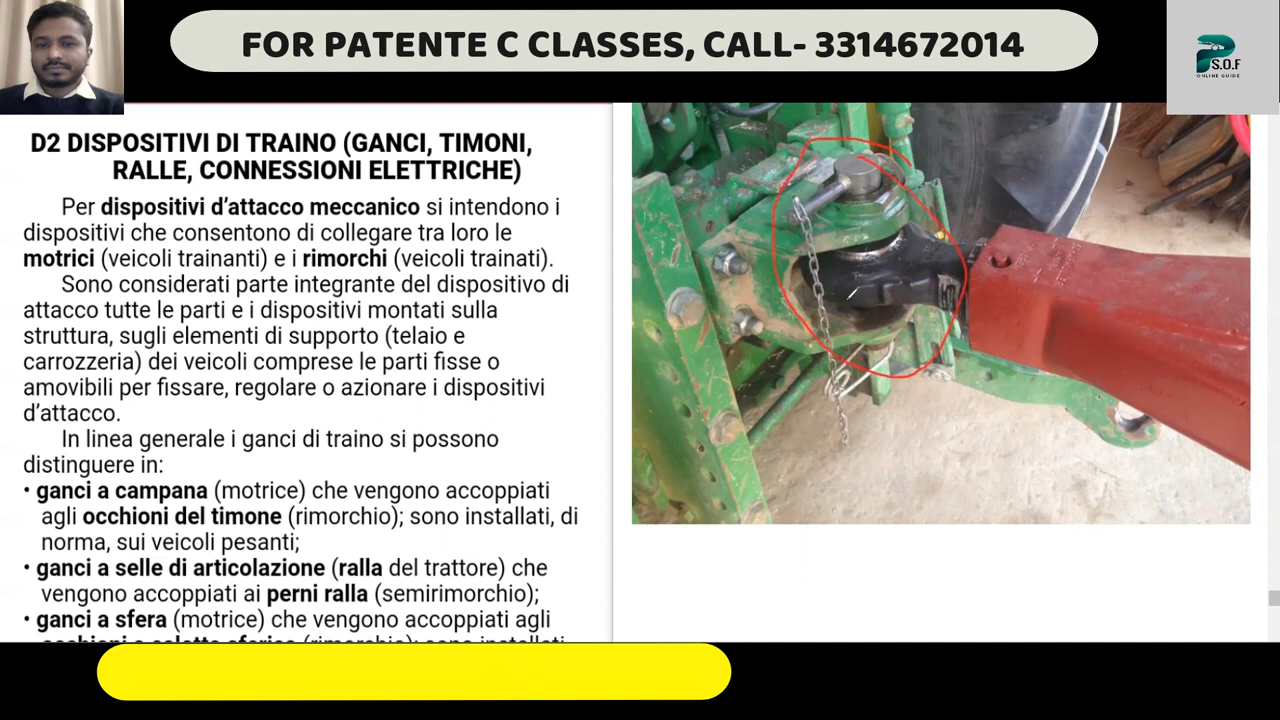 FOR PATENTE C CLASSES, CALL- 3314672014
S.O.F
ONLINE GUIDE
D2 DISPOSITIVI DI TRAINO (GANCI, TIMONI,
RALLE, CONNESSIONI ELETTRICHE)
Per dispositivi d'attacco meccanico si intendono i
dispositivi che consentono di collegare tra loro le
motrici (veicoli trainanti) e i rimorchi (veicoli trainati).
Sono considerati parte integrante del dispositivo di
attacco tutte le parti e i dispositivi montati sulla
struttura, sugli elementi di supporto (telaio e
carrozzeria) dei veicoli comprese le parti fisse o
amovibili per fissare, regolare o azionare i dispositivi
d'attacco.
In linea generale i ganci di traino si possono
distinguere in:
• ganci a campana (motrice) che vengono accoppiati
agli occhioni del timone (rimorchio); sono installati, di
norma, sui veicoli pesanti;
• ganci a selle di articolazione (ralla del trattore) che
vengono accoppiati ai perni ralla (semirimorchio);
• ganci a sfera (motrice) che vengono accoppiati agli